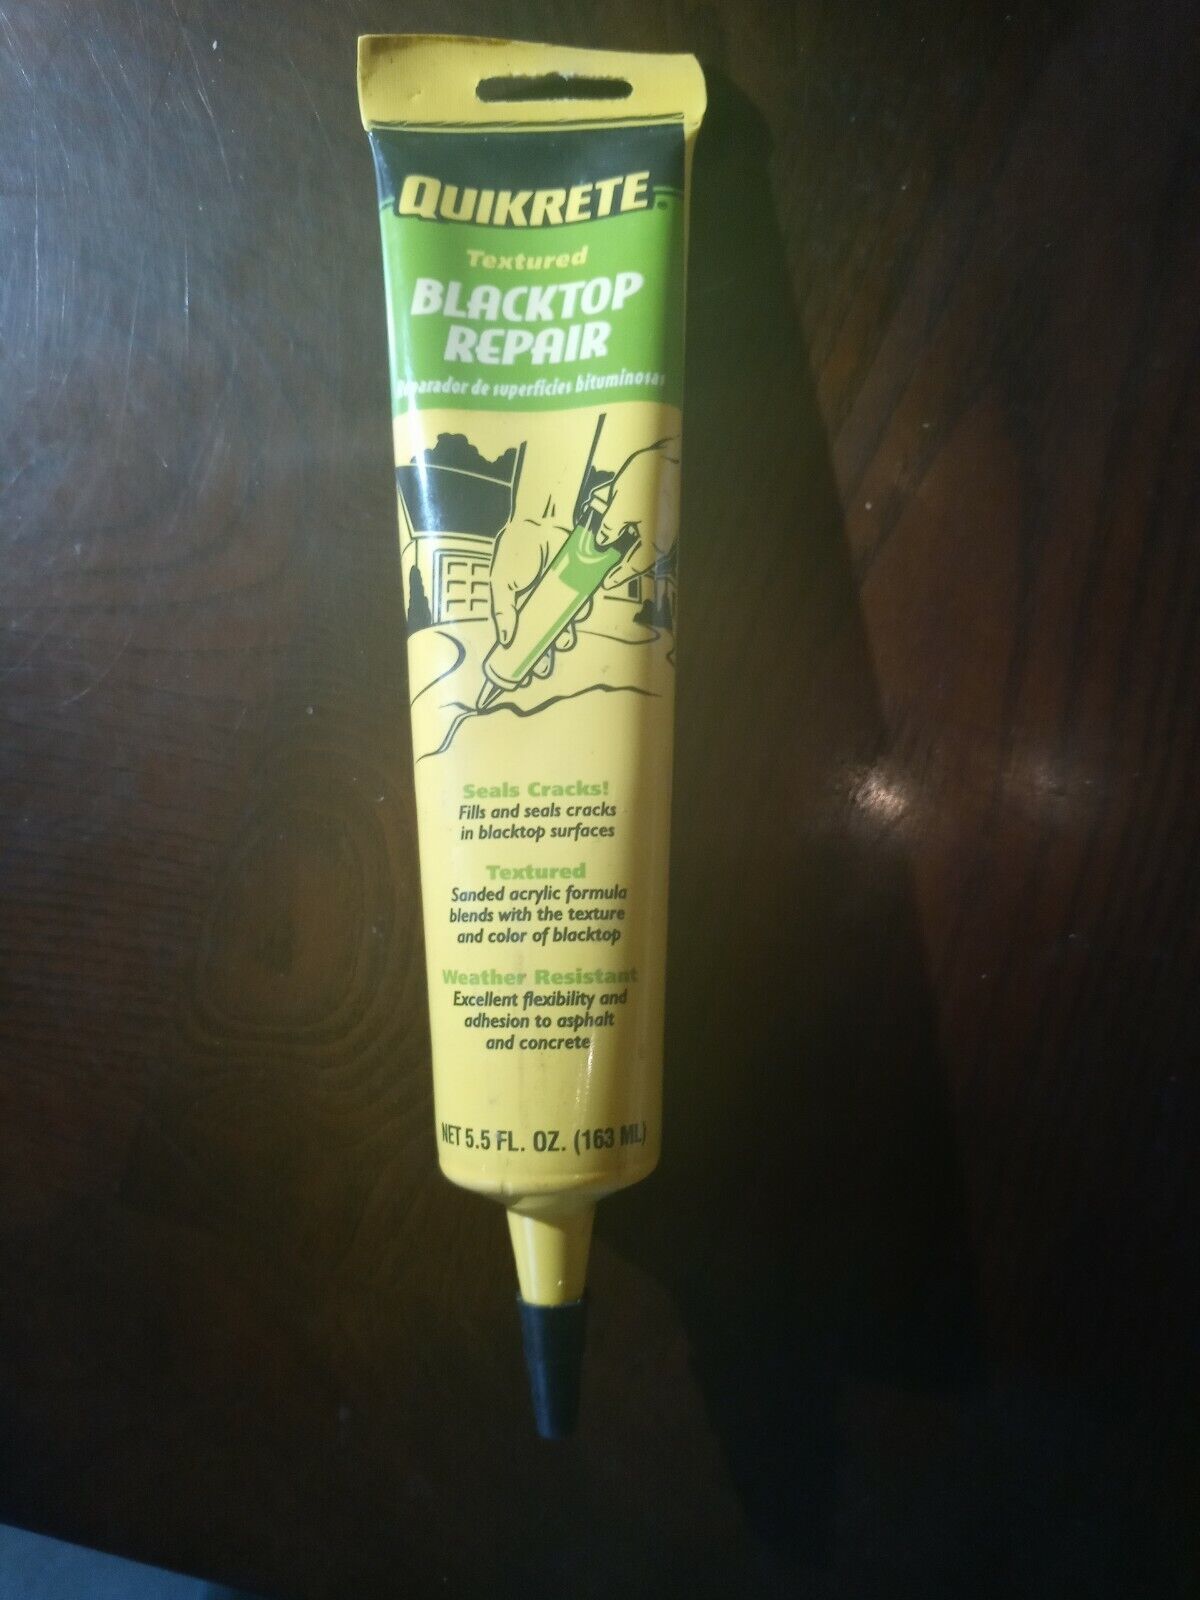 QUIKRETE®
Textured
BLACKTOP
REPAIR
Reparador de superficies bituminosas
Seals Cracks!
Fills and seals cracks
in blacktop surfaces
Textured
Sanded acrylic formula
blends with the texture
and color of blacktop
Weather Resistant
Excellent flexibility and
adhesion to asphalt
and concrete
NET 5.5 FL. OZ. (163 ML)